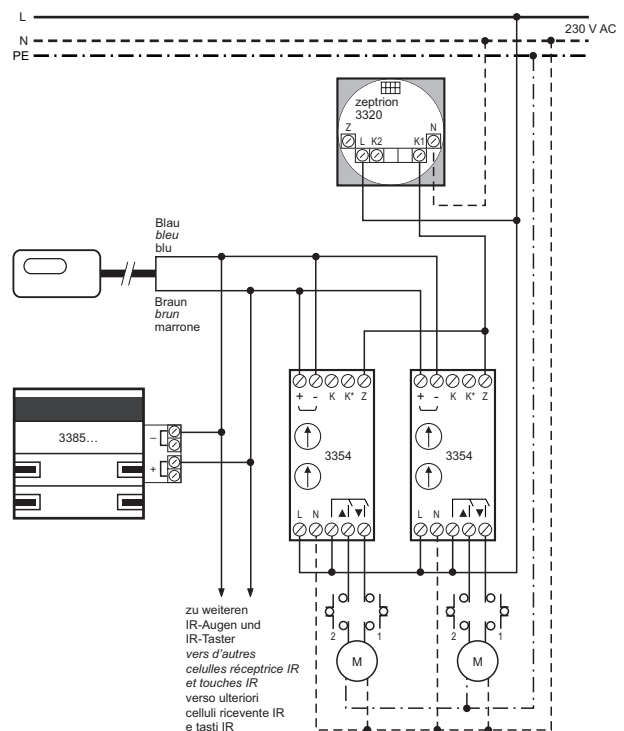 L
230 V AC
N
PE
zeptrion
3320
Z
L K2 K1 N
Blau
bleu
blu
Braun
brun
marrone
+ - K K* Z
+ - K K* Z
3385...
–
+
3354
3354
L N ▲ ▼
L N ▲ ▼
2 1
2 1
M
M
zu weiteren
IR-Augen und
IR-Taster
vers d'autres
celulles réceptrice IR
et touches IR
verso ulteriori
celluli ricevente IR
e tasti IR